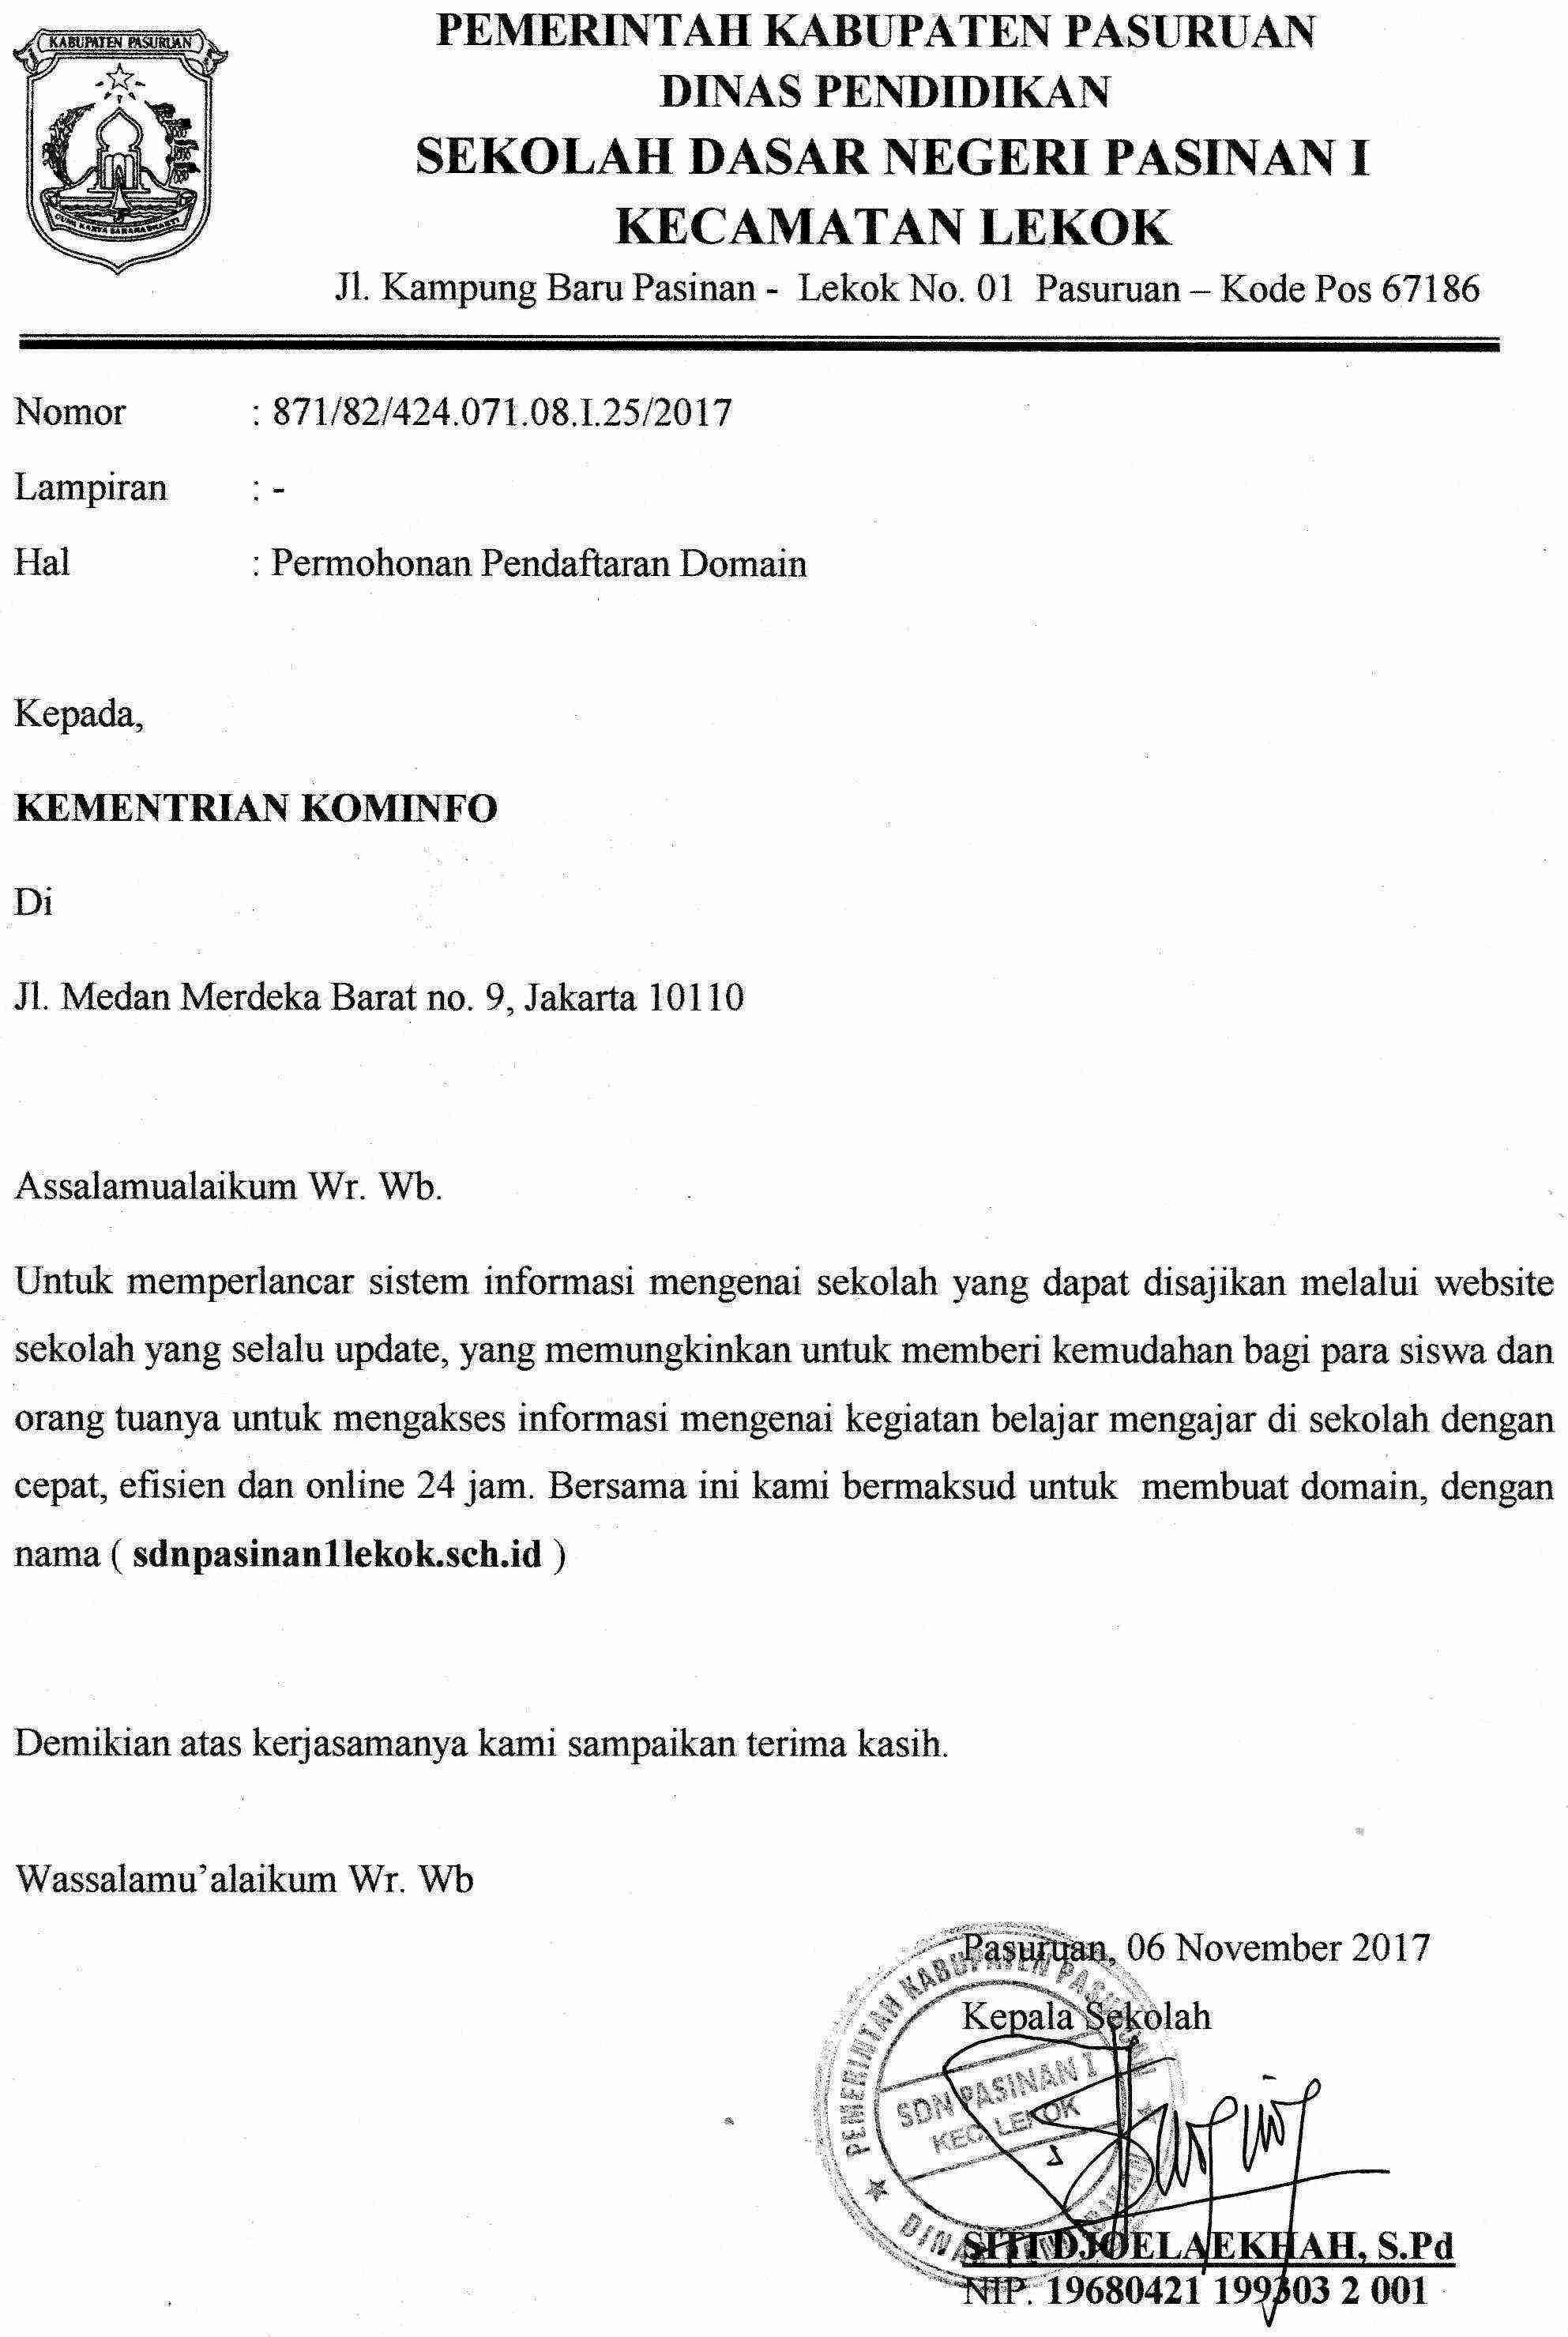 KABUPATEN PASURUAN
PEMERINTAH KABUPATEN PASURUAN
DINAS PENDIDIKAN
SEKOLAH DASAR NEGERI PASINAN I
KECAMATAN LEKOK
Jl. Kampung Baru Pasinan - Lekok No. 01 Pasuruan – Kode Pos 67186
Nomor : 871/82/424.071.08.I.25/2017
Lampiran : -
Hal : Permohonan Pendaftaran Domain
Kepada,
KEMENTRIAN KOMINFO
Di
Jl. Medan Merdeka Barat no. 9, Jakarta 10110
Assalamualaikum Wr. Wb.
Untuk memperlancar sistem informasi mengenai sekolah yang dapat disajikan melalui website
sekolah yang selalu update, yang memungkinkan untuk memberi kemudahan bagi para siswa dan
orang tuanya untuk mengakses informasi mengenai kegiatan belajar mengajar di sekolah dengan
cepat, efisien dan online 24 jam. Bersama ini kami bermaksud untuk membuat domain, dengan
nama ( sdnpasinan1lekok.sch.id )
Demikian atas kerjasamanya kami sampaikan terima kasih.
Wassalamu’alaikum Wr. Wb
Pasuruan, 06 November 2017
Kepala Sekolah
PEMERINTAH KABUPATEN PASURUAN
SDN PASINAN I
KEC. LEKOK
DINAS
SITI DJOELAEKHAH, S.Pd
NIP. 19680421 199303 2 001